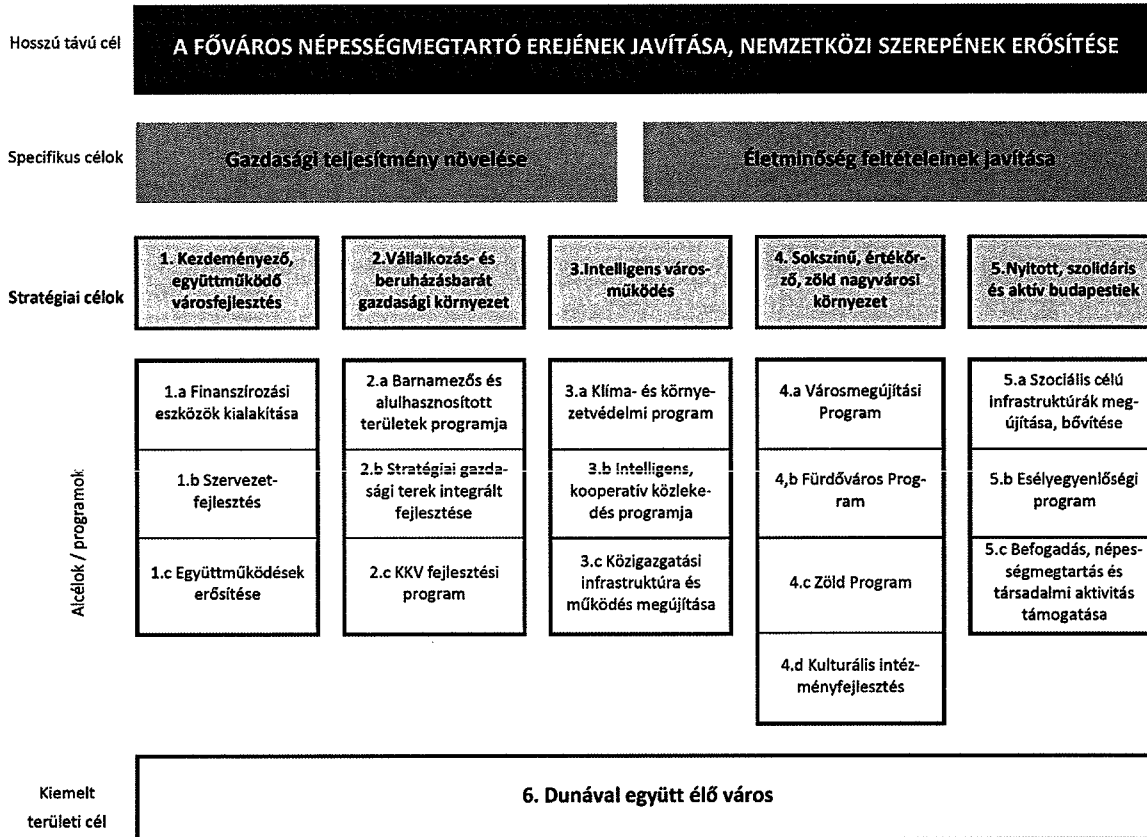 Hosszú távú cél
A FŐVÁROS NÉPESSÉGMEGTARTÓ EREJÉNEK JAVÍTÁSA, NEMZETKÖZI SZEREPÉNEK ERŐSÍTÉSE
Specifikus célok
Gazdasági teljesítmény növelése
Életminőség feltételeinek javítása
Stratégiai célok
1. Kezdeményező,
együttműködő
városfejlesztés
2.Vállalkozás- és
beruházásbarát
gazdasági környezet
3.Intelligens város-
működés
4. Sokszínű, értékőr-
ző, zöld nagyvárosi
környezet
5.Nyitott, szolidáris
és aktív budapestiek
Alcélok / programok
1.a Finanszírozási
eszközök kialakítása
1.b Szervezet-
fejlesztés
1.c Együttműködések
erősítése
2.a Barnamezős és
alulhasznosított
területek programja
2.b Stratégiai gazda-
sági terek integrált
fejlesztése
2.c KKV fejlesztési
program
3.a Klíma- és környe-
zetvédelmi program
3.b Intelligens,
kooperatív közleke-
dés programja
3.c Közigazgatási
infrastruktúra és
működés megújítása
4.a Városmegújítási
Program
4,b Fürdőváros Prog-
ram
4.c Zöld Program
4.d Kulturális intéz-
ményfejlesztés
5.a Szociális célú
infrastruktúrák meg-
újítása, bővítése
5.b Esélyegyenlőségi
program
5.c Befogadás, népes-
ségmegtartás és
társadalmi aktivitás
támogatása
Kiemelt
területi cél
6. Dunával együtt élő város